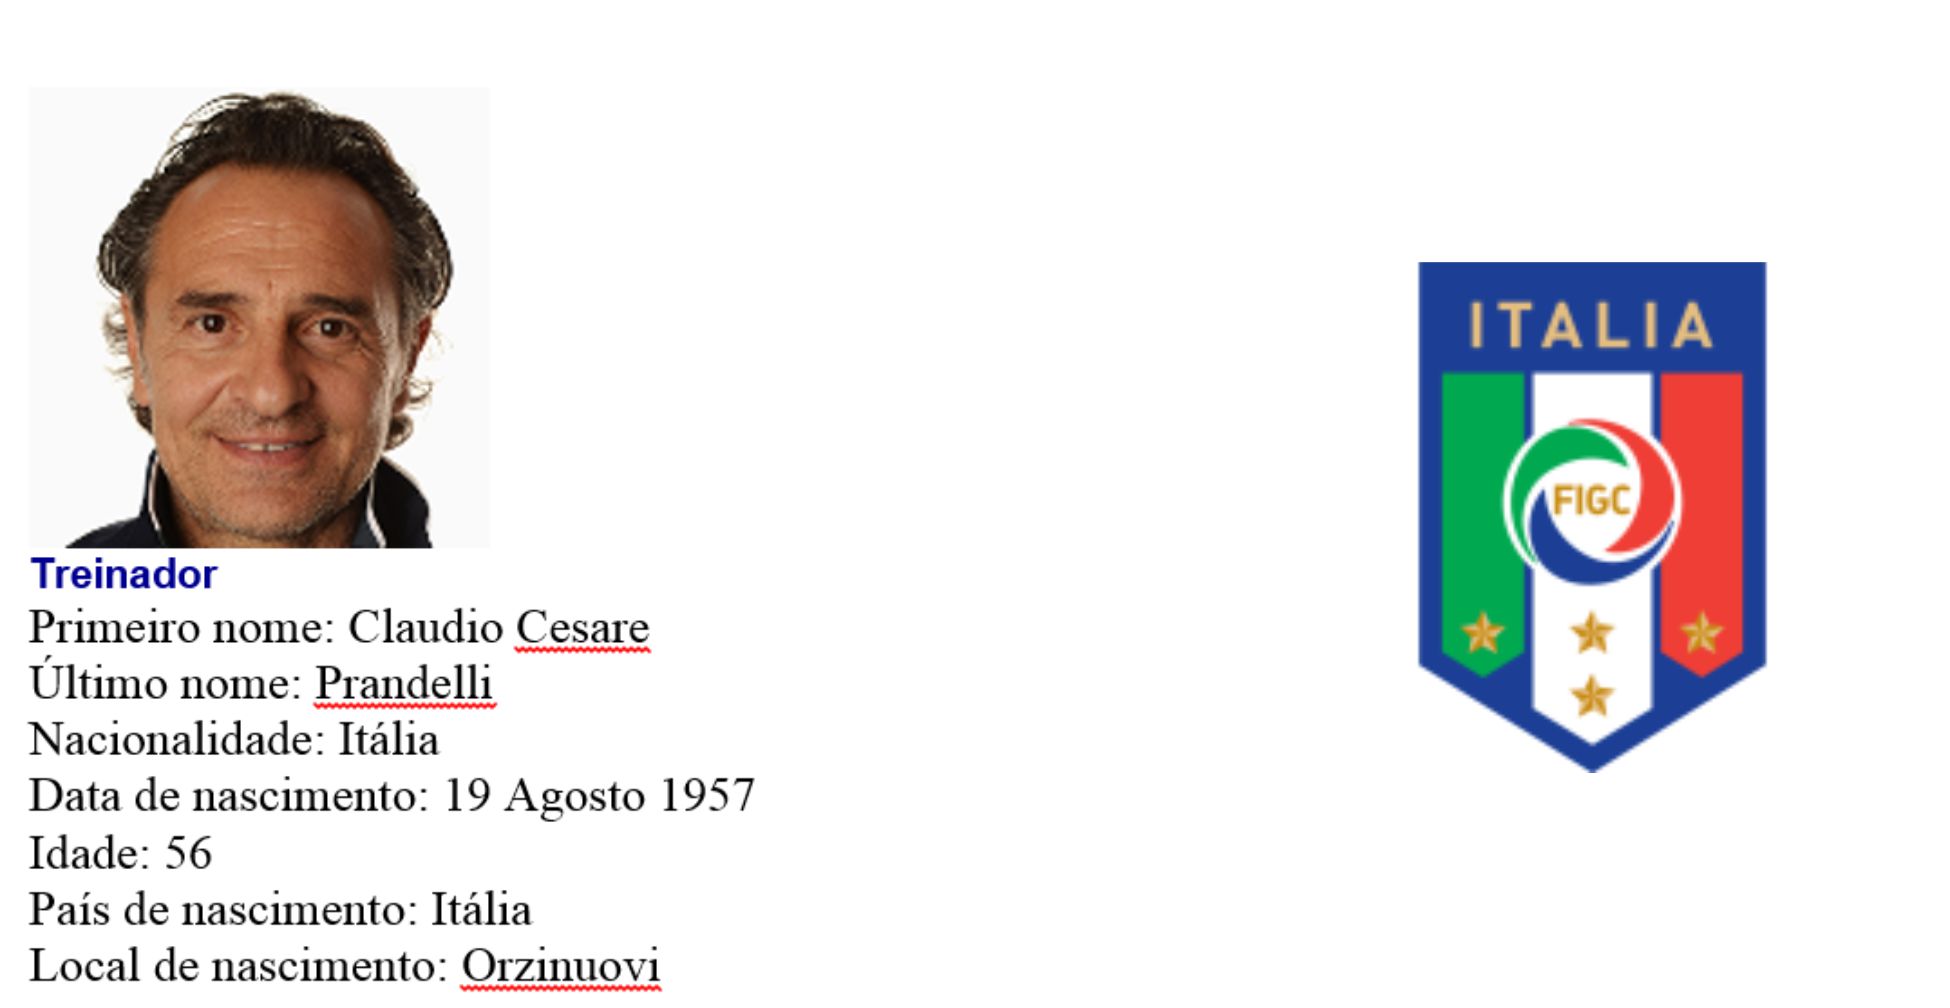 Treinador
Primeiro nome: Claudio Cesare
Último nome: Prandelli
Nacionalidade: Itália
Data de nascimento: 19 Agosto 1957
Idade: 56
País de nascimento: Itália
Local de nascimento: Orzinuovi
ITALIA
FIGC